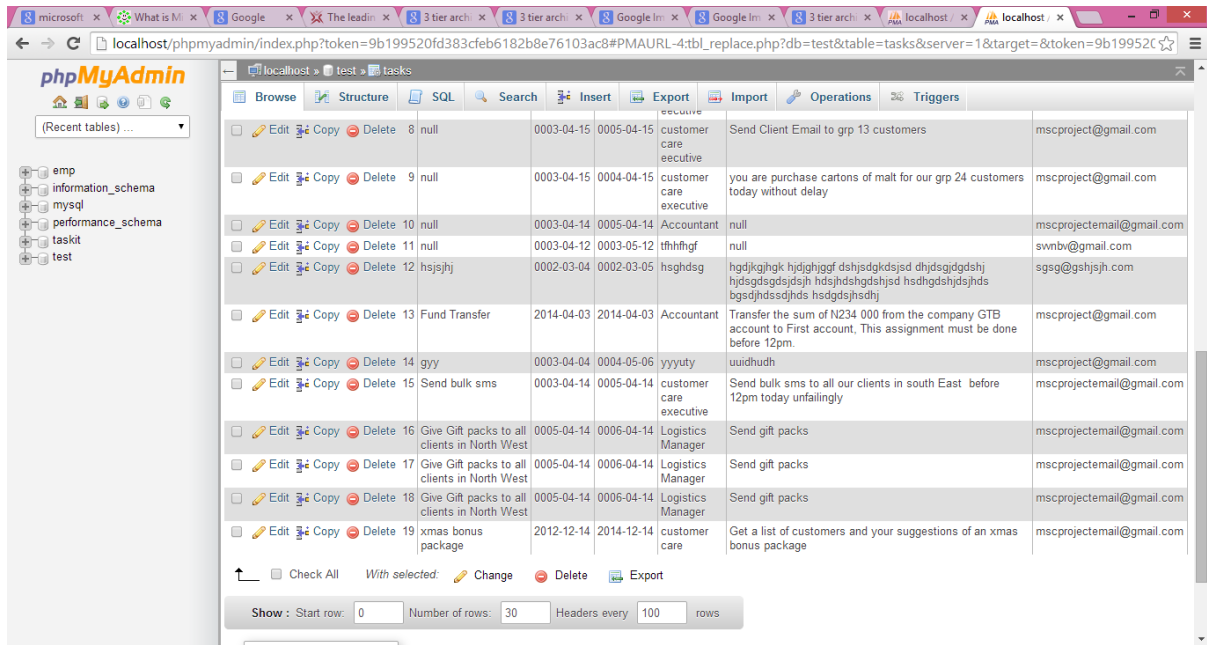 microsoft
What is Mi
Google
The leadin
3 tier archi
3 tier archi
Google Im
Google Im
3 tier archi
localhost /
localhost /
localhost/phpmyadmin/index.php?token=9b199520fd383cfeb6182b8e76103ac8#PMAURL-4:tbl_replace.php?db=test&table=tasks&server=1&target=&token=9b19952(
phpMyAdmin
(Recent tables) ...
emp
information_schema
mysql
performance_schema
taskit
test
localhost » test » tasks
Browse Structure SQL Search Insert Export Import Operations Triggers
eecutive
Edit Copy Delete 8 null 0003-04-15 0005-04-15 customer Send Client Email to grp 13 customers mscproject@gmail.com
care
eecutive
Edit Copy Delete 9 null 0003-04-15 0004-04-15 customer you are purchase cartons of malt for our grp 24 customers mscproject@gmail.com
care today without delay
executive
Edit Copy Delete 10 null 0003-04-14 0005-04-14 Accountant null mscprojectemail@gmail.com
Edit Copy Delete 11 null 0003-04-12 0003-05-12 tfhhfhgf null swnbv@gmail.com
Edit Copy Delete 12 hsjsjhj 0002-03-04 0002-03-05 hsghdsg hgdjkgjhgk hjdjghjggf dshjsdgkdsjsd dhjdsgjdgdshj sgsg@gshjsjh.com
hjdsgdsgdsjdsjh hdsjhdshgdshjsd hsdhgdshjdsjhds
bgsdjhdssdjhds hsdgdsjhsdhj
Edit Copy Delete 13 Fund Transfer 2014-04-03 2014-04-03 Accountant Transfer the sum of N234 000 from the company GTB mscproject@gmail.com
account to First account, This assignment must be done
before 12pm.
Edit Copy Delete 14 gyy 0003-04-04 0004-05-06 yyyuty uuidhudh mscproject@gmail.com
Edit Copy Delete 15 Send bulk sms 0003-04-14 0005-04-14 customer Send bulk sms to all our clients in south East before mscprojectemail@gmail.com
care 12pm today unfailingly
executive
Edit Copy Delete 16 Give Gift packs to all 0005-04-14 0006-04-14 Logistics Send gift packs mscprojectemail@gmail.com
clients in North West Manager
Edit Copy Delete 17 Give Gift packs to all 0005-04-14 0006-04-14 Logistics Send gift packs mscprojectemail@gmail.com
clients in North West Manager
Edit Copy Delete 18 Give Gift packs to all 0005-04-14 0006-04-14 Logistics Send gift packs mscprojectemail@gmail.com
clients in North West Manager
Edit Copy Delete 19 xmas bonus 2012-12-14 2014-12-14 customer Get a list of customers and your suggestions of an xmas mscprojectemail@gmail.com
package care bonus package
Check All With selected: Change Delete Export
Show : Start row: 0 Number of rows: 30 Headers every 100 rows